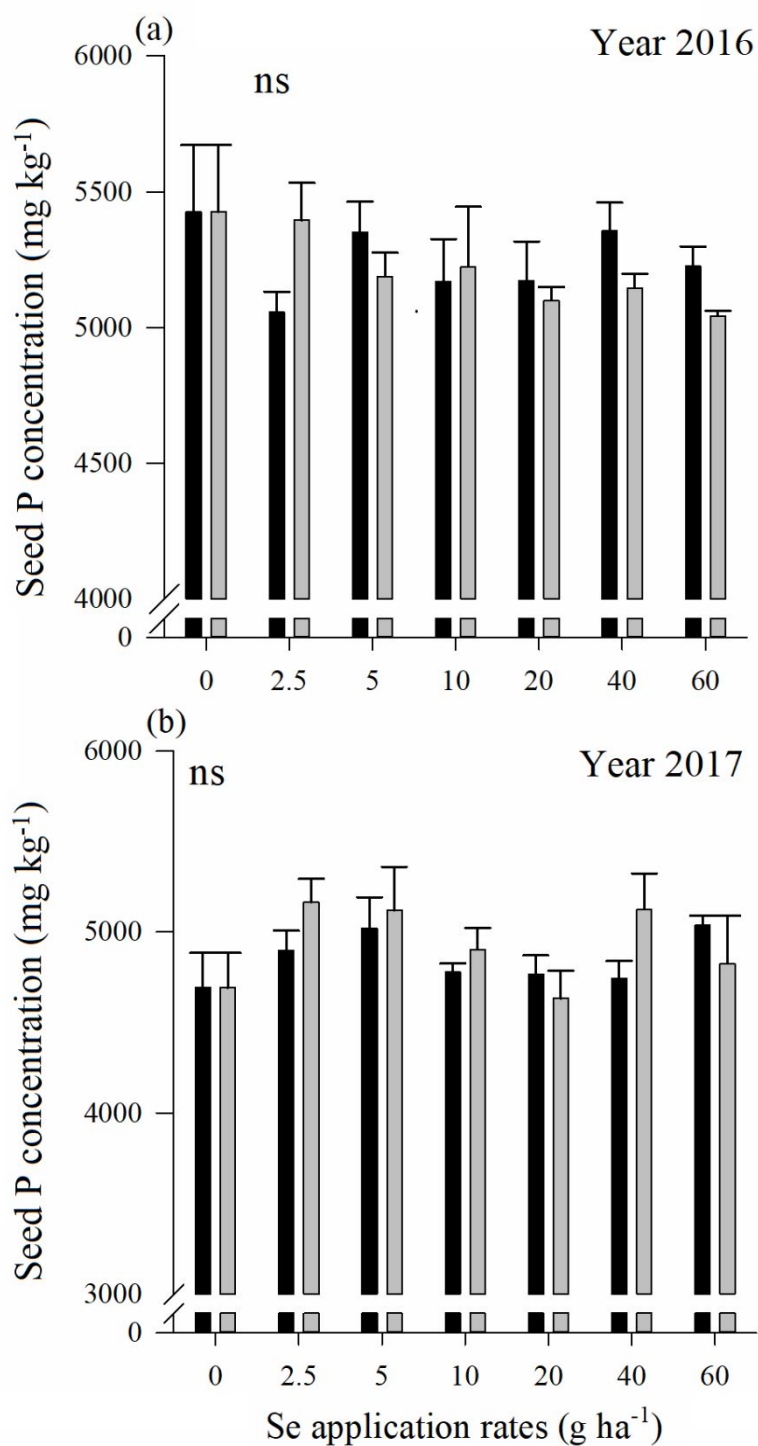 (a)
Year 2016
ns
Seed P concentration (mg kg⁻¹)
6000
5500
5000
4500
4000
0
0 2.5 5 10 20 40 60
(b)
Year 2017
ns
Seed P concentration (mg kg⁻¹)
6000
5000
4000
3000
0
0 2.5 5 10 20 40 60
Se application rates (g ha⁻¹)